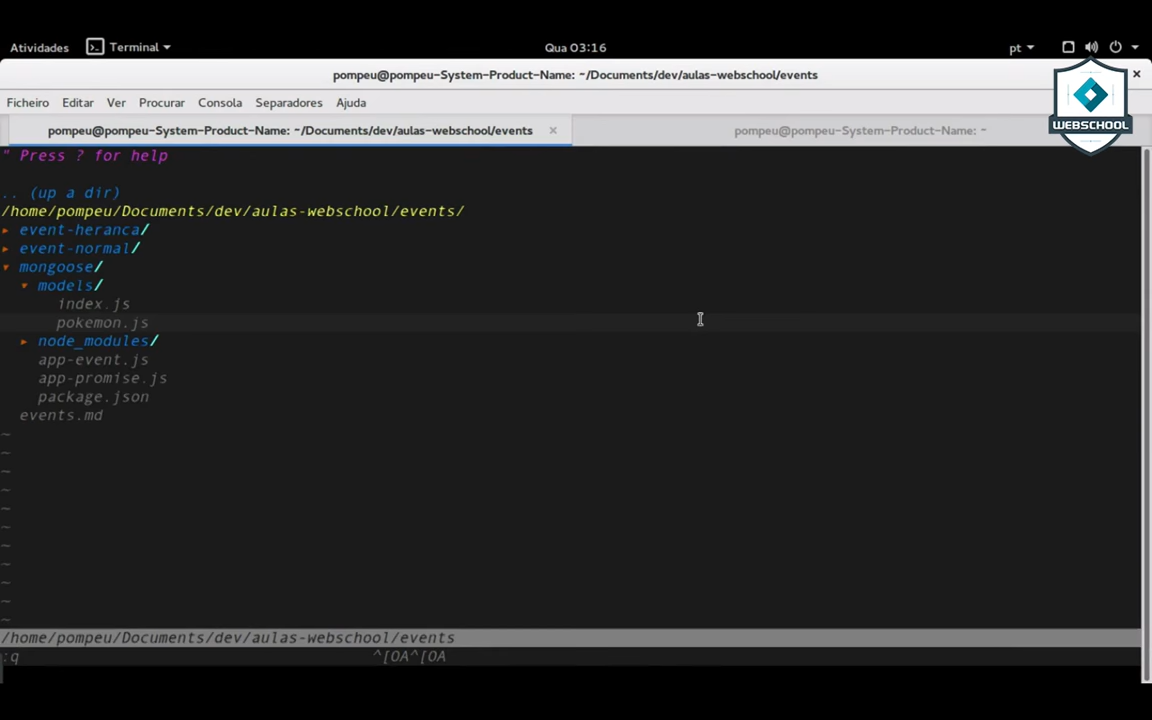 Atividades Terminal Qua 03:16 pt
pompeu@pompeu-System-Product-Name: ~/Documents/dev/aulas-webschool/events
Ficheiro Editar Ver Procurar Consola Separadores Ajuda
pompeu@pompeu-System-Product-Name: ~/Documents/dev/aulas-webschool/events × pompeu@pompeu-System-Product-Name: ~
WEBSCHOOL
" Press ? for help
.. (up a dir)
/home/pompeu/Documents/dev/aulas-webschool/events/
▸ event-heranca/
▸ event-normal/
▾ mongoose/
▾ models/
index.js
pokemon.js
▸ node_modules/
app-event.js
app-promise.js
package.json
events.md
~
~
~
~
~
~
~
~
~
~
~
/home/pompeu/Documents/dev/aulas-webschool/events
:q ^[OA^[OA